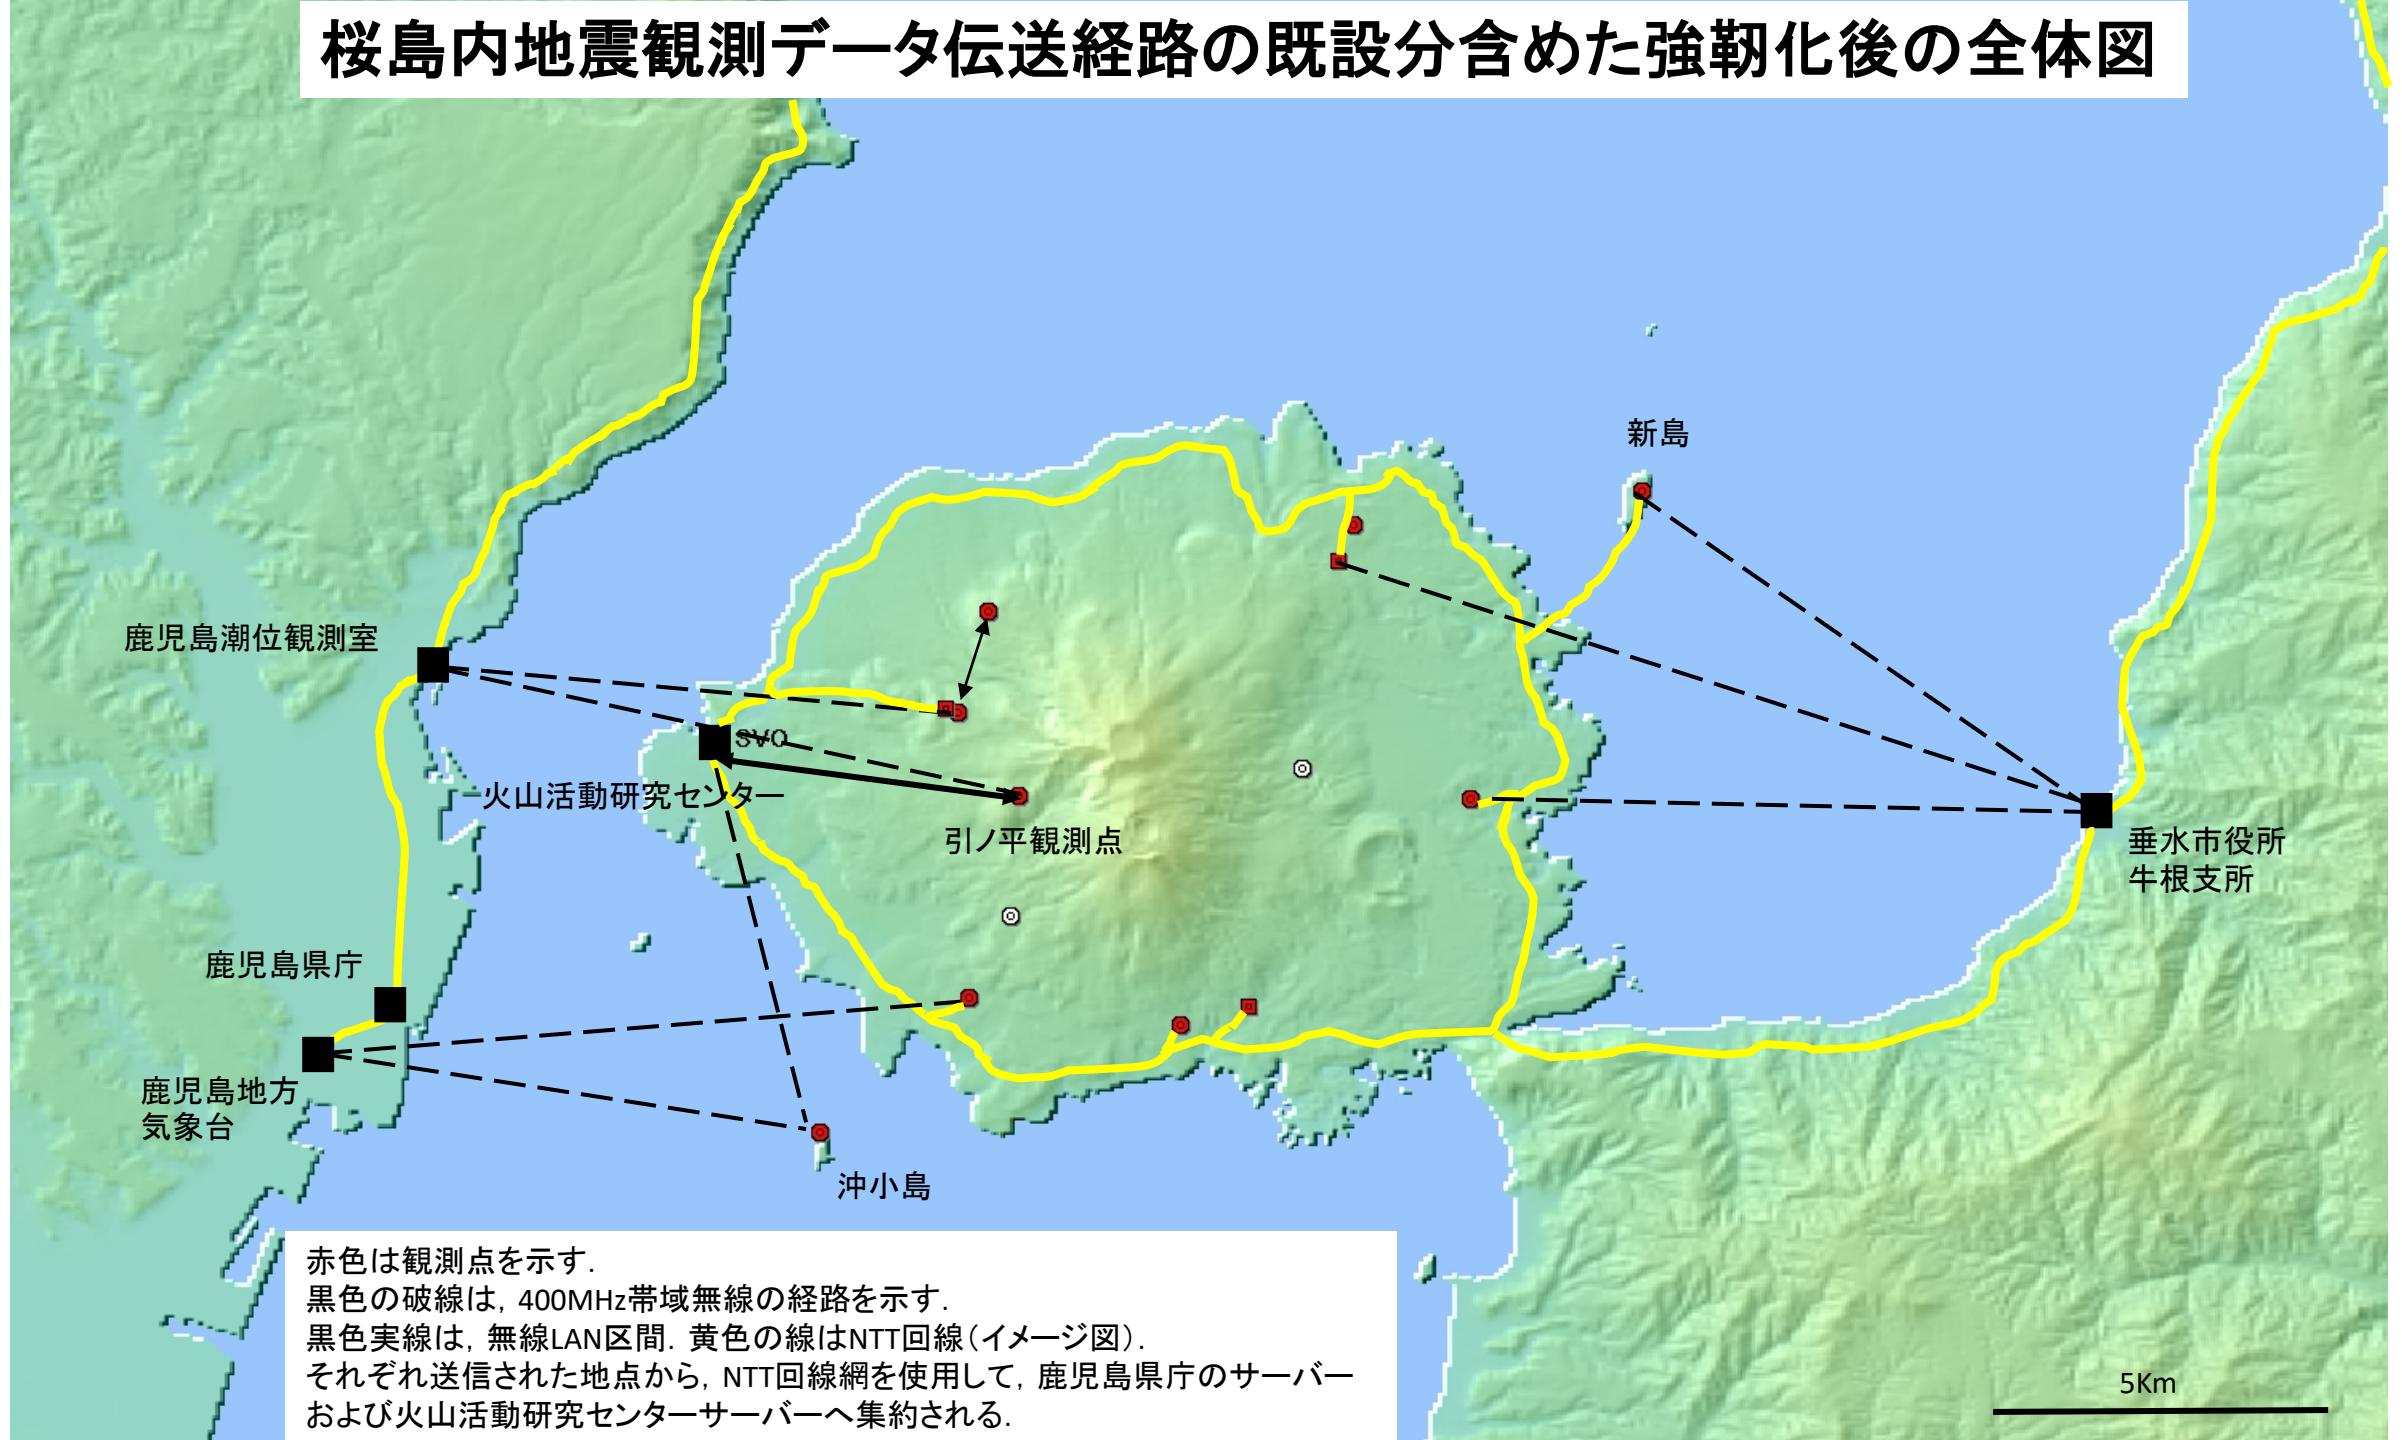 桜島内地震観測データ伝送経路の既設分含めた強靭化後の全体図
新島
鹿児島潮位観測室
SVO
火山活動研究センター
引ノ平観測点
垂水市役所
牛根支所
鹿児島県庁
鹿児島地方
気象台
沖小島
赤色は観測点を示す.
黒色の破線は, 400MHz帯域無線の経路を示す.
黒色実線は, 無線LAN区間. 黄色の線はNTT回線(イメージ図).
それぞれ送信された地点から, NTT回線網を使用して, 鹿児島県庁のサーバー
および火山活動研究センターサーバーへ集約される.
5Km